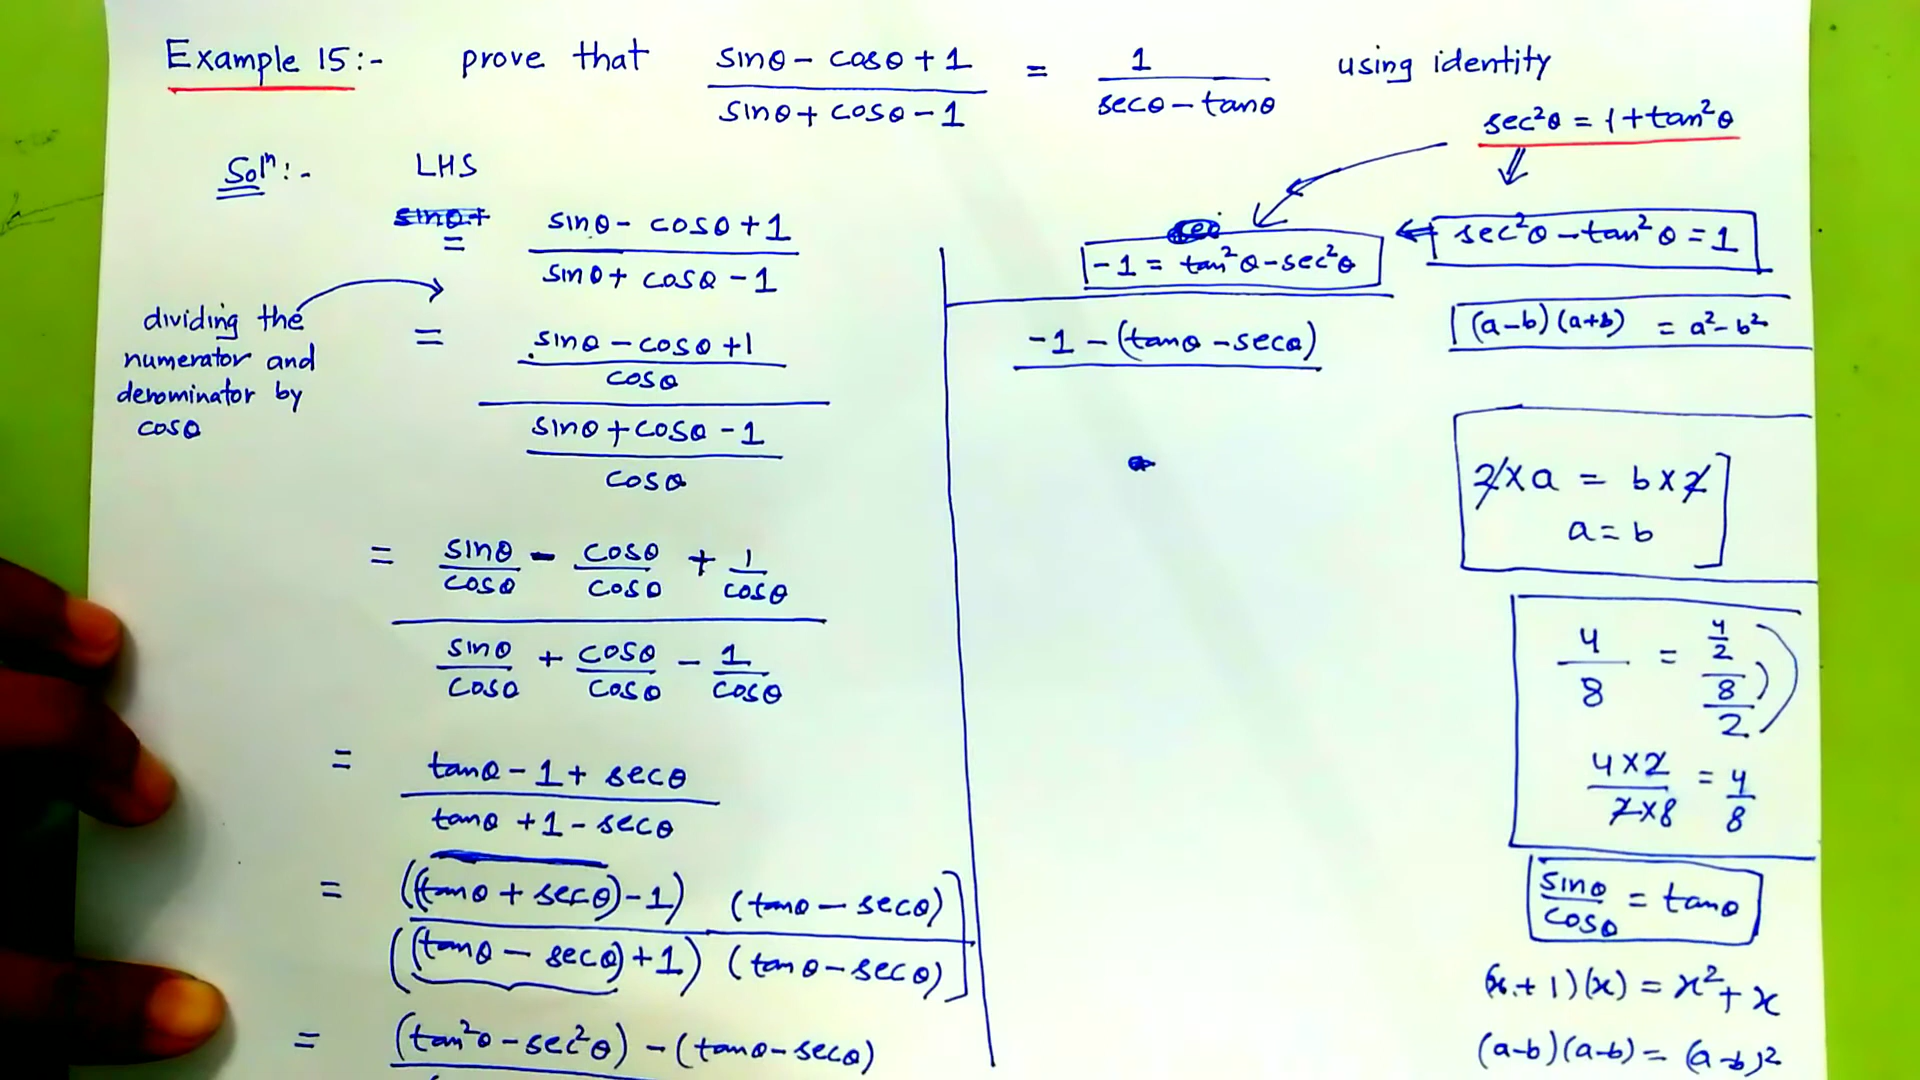 Example 15:- prove that (sinθ - cosθ + 1)/(sinθ + cosθ - 1) = 1/(secθ - tanθ) using identity
sec²θ = 1 + tan²θ
⇓
sec²θ - tan²θ = 1
-1 = tan²θ - sec²θ
(a-b)(a+b) = a² - b²
Solⁿ:- LHS
= (sinθ - cosθ + 1)/(sinθ + cosθ - 1)
dividing the
numerator and
denominator by
cosθ
= ((sinθ - cosθ + 1)/cosθ)/((sinθ + cosθ - 1)/cosθ)
= (sinθ/cosθ - cosθ/cosθ + 1/cosθ)/(sinθ/cosθ + cosθ/cosθ - 1/cosθ)
= (tanθ - 1 + secθ)/(tanθ + 1 - secθ)
= ((tanθ + secθ) - 1) (tanθ - secθ)/((tanθ - secθ) + 1) (tanθ - secθ)
= (tan²θ - sec²θ) - (tanθ - secθ)
-1 - (tanθ - secθ)
2 × a = b × 2
a = b
4/8 = (4/2)/(8/2)
(4×2)/(2×8) = 4/8
sinθ/cosθ = tanθ
(x + 1)(x) = x² + x
(a-b)(a-b) = (a-b)²